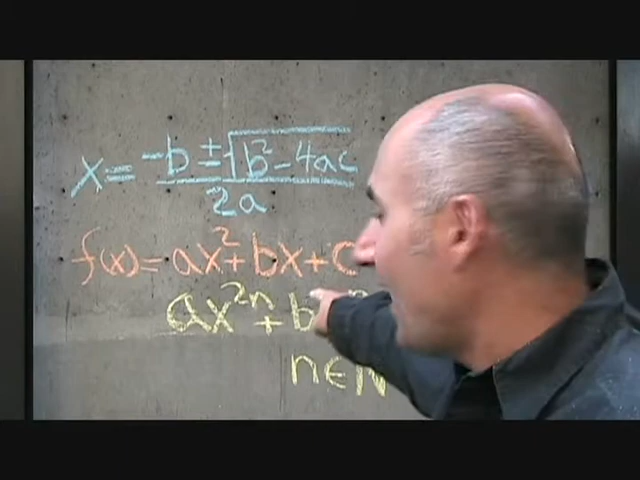 x = -b ± √b² - 4ac
2a
f(x) = ax² + bx + c
ax²ⁿ + b
n ∈ N